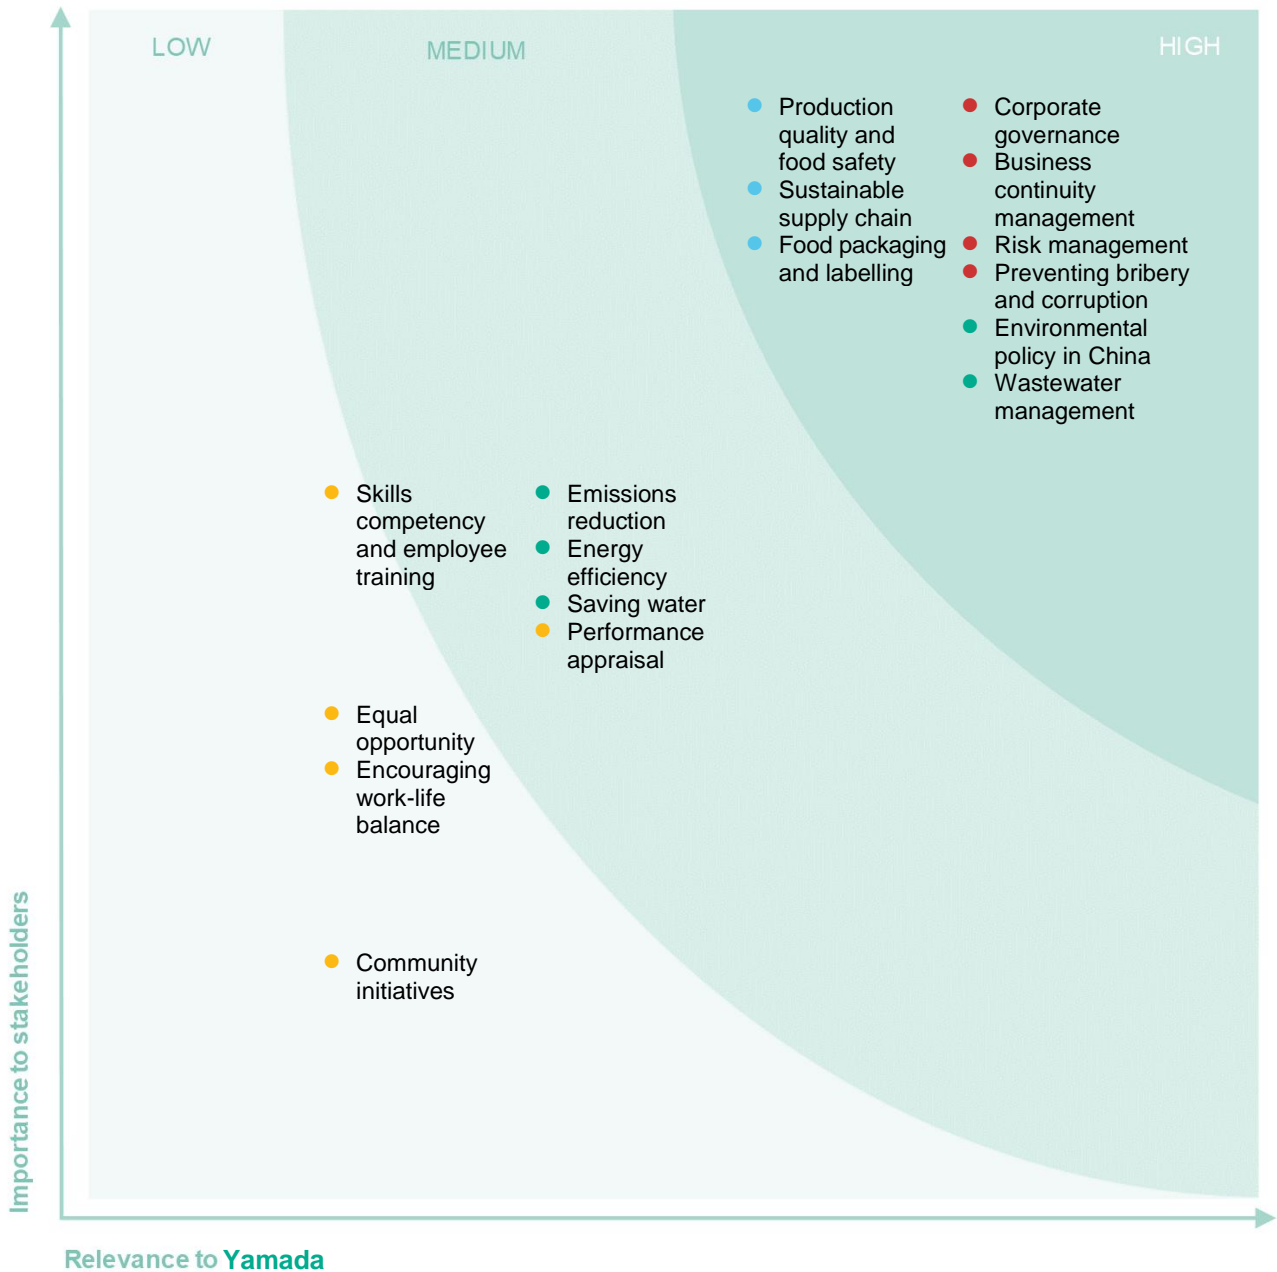 LOW
MEDIUM
HIGH
Production
quality and
food safety
Sustainable
supply chain
Food packaging
and labelling
Corporate
governance
Business
continuity
management
Risk management
Preventing bribery
and corruption
Environmental
policy in China
Wastewater
management
Skills
competency
and employee
training
Emissions
reduction
Energy
efficiency
Saving water
Performance
appraisal
Equal
opportunity
Encouraging
work-life
balance
Community
initiatives
Importance to stakeholders
Relevance to Yamada